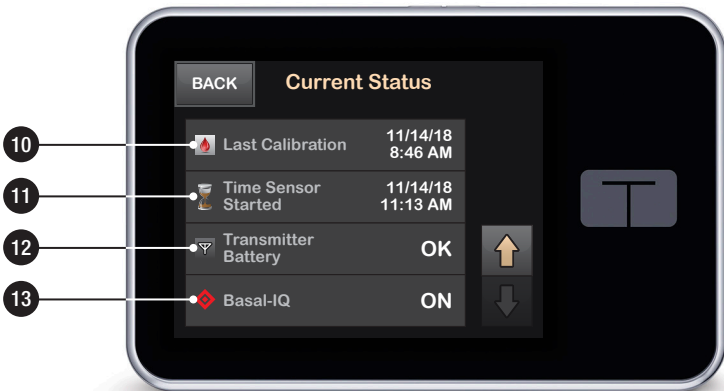 BACK
Current Status
10
Last Calibration
11/14/18
8:46 AM
11
Time Sensor
Started
11/14/18
11:13 AM
12
Transmitter
Battery
OK
13
Basal-IQ
ON